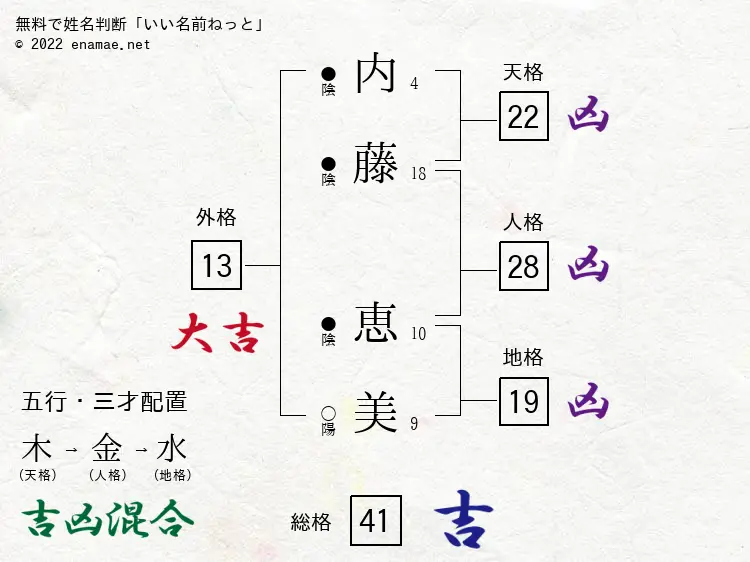 無料で姓名判断「いい名前ねっと」
© 2022 enamae.net
●陰 内 4
●陰 藤 18
●陰 恵 10
○陽 美 9
天格
22 凶
人格
28 凶
地格
19 凶
外格
13
大吉
五行・三才配置
木→金→水
(天格) (人格) (地格)
吉凶混合
総格 41 吉